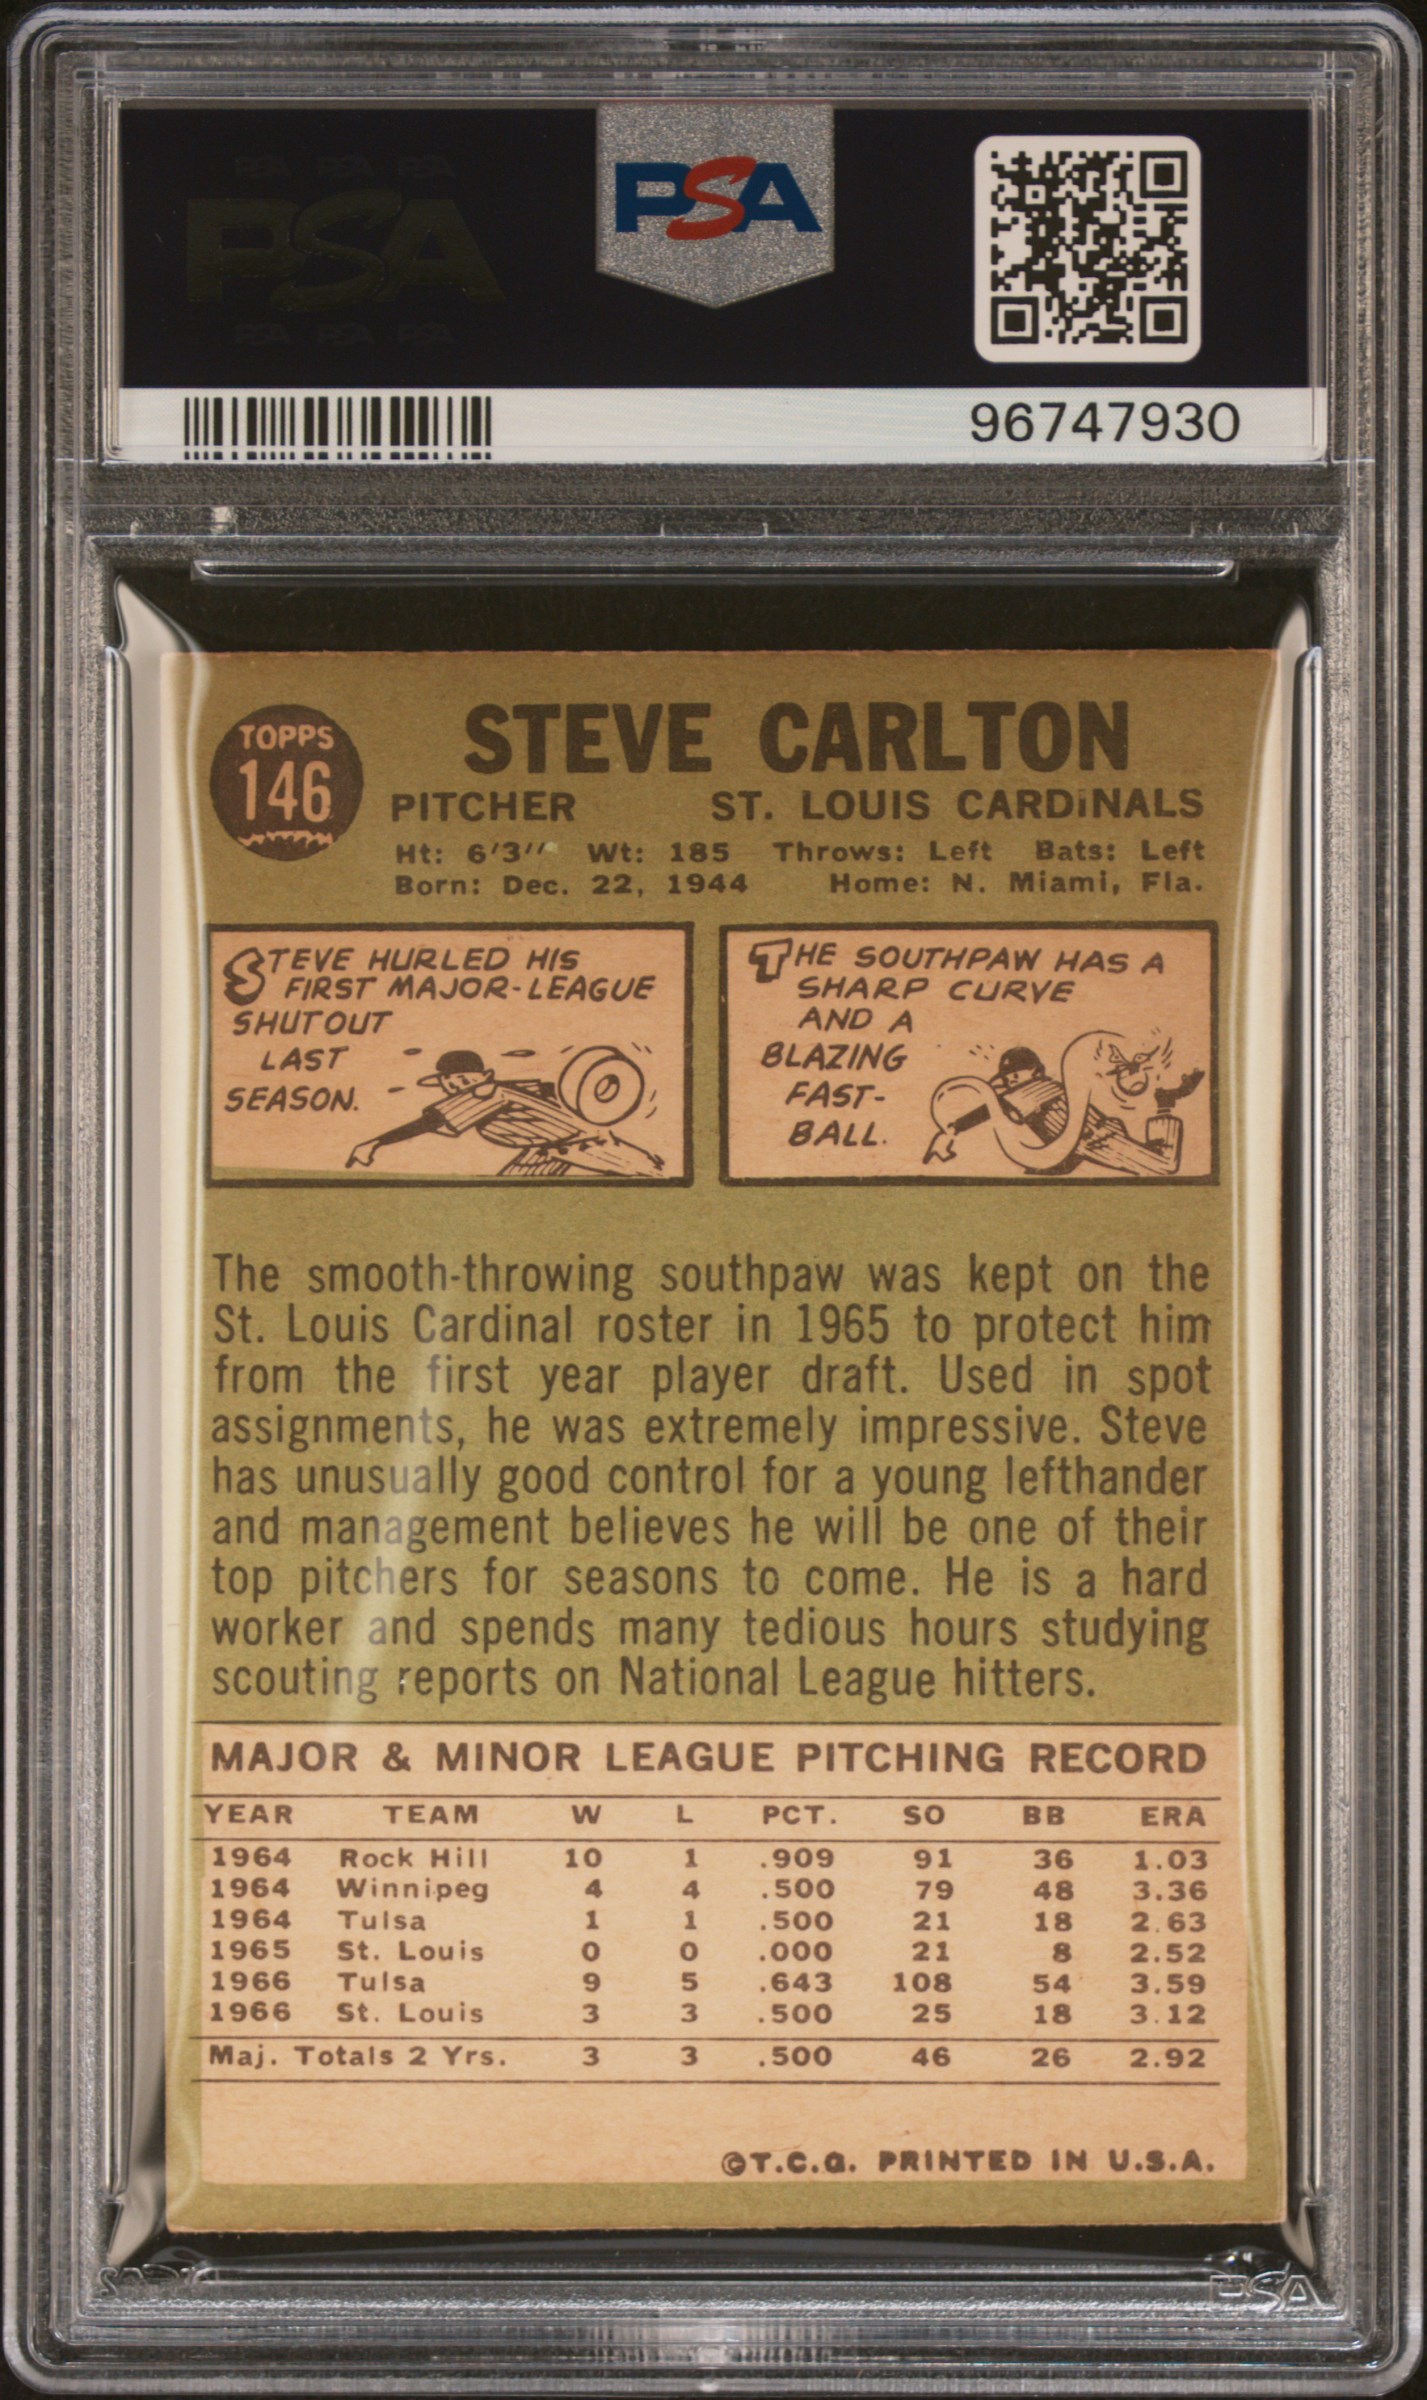 PSA PSA PSA
PSA
PSA PSA PSA
PSA
96747930
TOPPS
146
STEVE CARLTON
PITCHER ST. LOUIS CARDINALS
Ht: 6'3'' Wt: 185 Throws: Left Bats: Left
Born: Dec. 22, 1944 Home: N. Miami, Fla.
STEVE HURLED HIS
FIRST MAJOR-LEAGUE
SHUTOUT
LAST
SEASON.
THE SOUTHPAW HAS A
SHARP CURVE
AND A
BLAZING
FAST-
BALL.
The smooth-throwing southpaw was kept on the
St. Louis Cardinal roster in 1965 to protect him
from the first year player draft. Used in spot
assignments, he was extremely impressive. Steve
has unusually good control for a young lefthander
and management believes he will be one of their
top pitchers for seasons to come. He is a hard
worker and spends many tedious hours studying
scouting reports on National League hitters.
MAJOR & MINOR LEAGUE PITCHING RECORD
YEAR TEAM W L PCT. SO BB ERA
1964 Rock Hill 10 1 .909 91 36 1.03
1964 Winnipeg 4 4 .500 79 48 3.36
1964 Tulsa 1 1 .500 21 18 2.63
1965 St. Louis 0 0 .000 21 8 2.52
1966 Tulsa 9 5 .643 108 54 3.59
1966 St. Louis 3 3 .500 25 18 3.12
Maj. Totals 2 Yrs. 3 3 .500 46 26 2.92
©T.C.G. PRINTED IN U.S.A.
PSA